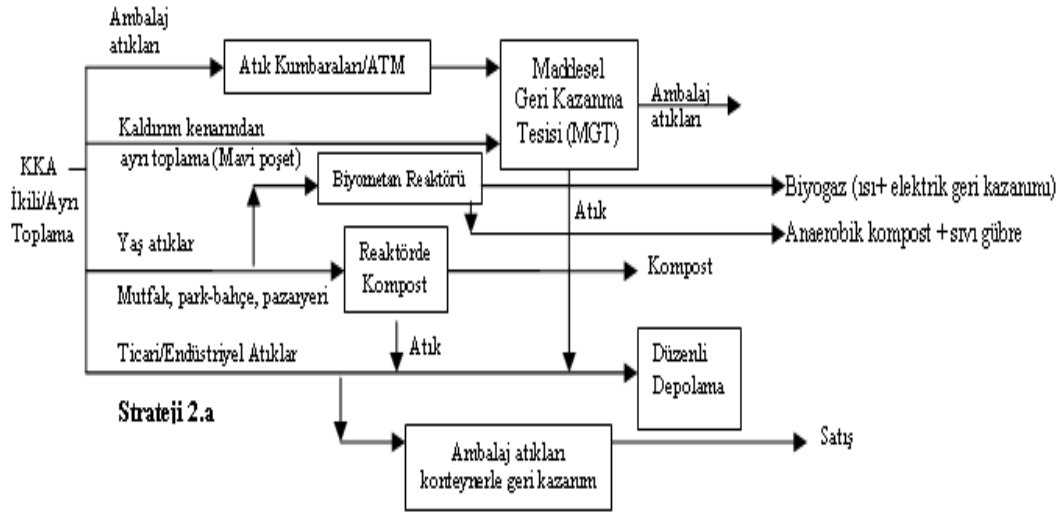 Ambalaj
atıkları
Atık Kumbaraları/ATM
Maddesel
Geri Kazanma
Tesisi (MGT)
Ambalaj
atıkları
Kaldırım kenarından
ayrı toplama (Mavi poşet)
KKA
İkili/Ayrı
Toplama
Biyometan Reaktörü
Biyogaz (ısı+ elektrik geri kazanımı)
Atık
Anaerobik kompost + sıvı gübre
Yaş atıklar
Reaktörde
Kompost
Kompost
Mutfak, park-bahçe, pazaryeri
Atık
Ticari/Endüstriyel Atıklar
Düzenli
Depolama
Strateji 2.a
Satış
Ambalaj atıkları
konteynerle geri kazanım